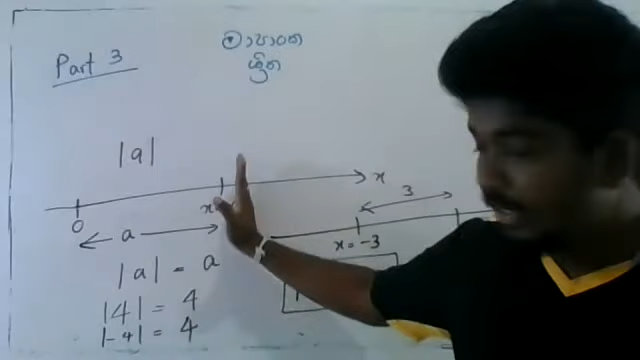 Part 3
මාපාංක
ශ්‍රිත
|a|
x
0
x
a
3
x = -3
|a| = a
|4| = 4
|-4| = 4